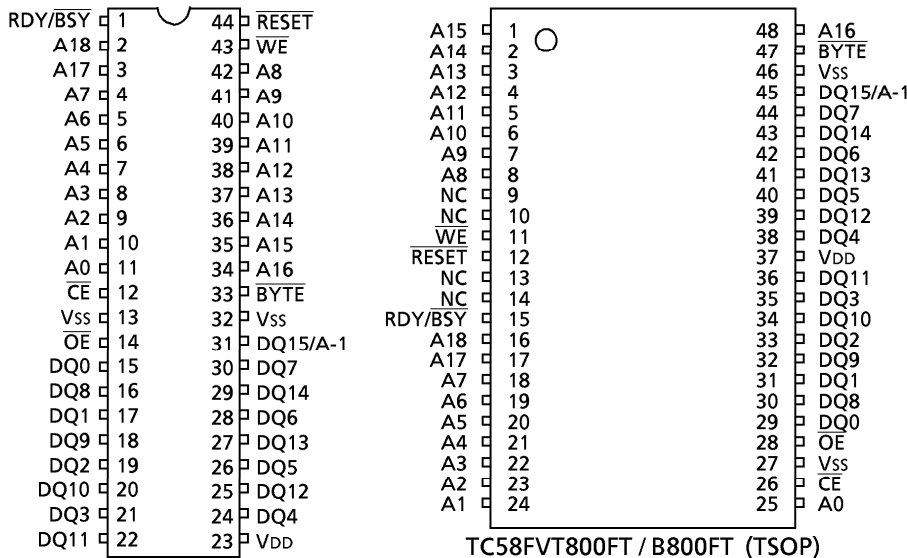 RDY/BSY 1 44 RESET
A18 2 43 WE
A17 3 42 A8
A7 4 41 A9
A6 5 40 A10
A5 6 39 A11
A4 7 38 A12
A3 8 37 A13
A2 9 36 A14
A1 10 35 A15
A0 11 34 A16
CE 12 33 BYTE
VSS 13 32 VSS
OE 14 31 DQ15/A-1
DQ0 15 30 DQ7
DQ8 16 29 DQ14
DQ1 17 28 DQ6
DQ9 18 27 DQ13
DQ2 19 26 DQ5
DQ10 20 25 DQ12
DQ3 21 24 DQ4
DQ11 22 23 VDD
A15 1 48 A16
A14 2 47 BYTE
A13 3 46 VSS
A12 4 45 DQ15/A-1
A11 5 44 DQ7
A10 6 43 DQ14
A9 7 42 DQ6
A8 8 41 DQ13
NC 9 40 DQ5
NC 10 39 DQ12
WE 11 38 DQ4
RESET 12 37 VDD
NC 13 36 DQ11
NC 14 35 DQ3
RDY/BSY 15 34 DQ10
A18 16 33 DQ2
A17 17 32 DQ9
A7 18 31 DQ1
A6 19 30 DQ8
A5 20 29 DQ0
A4 21 28 OE
A3 22 27 VSS
A2 23 26 CE
A1 24 25 A0
TC58FVT800FT / B800FT (TSOP)